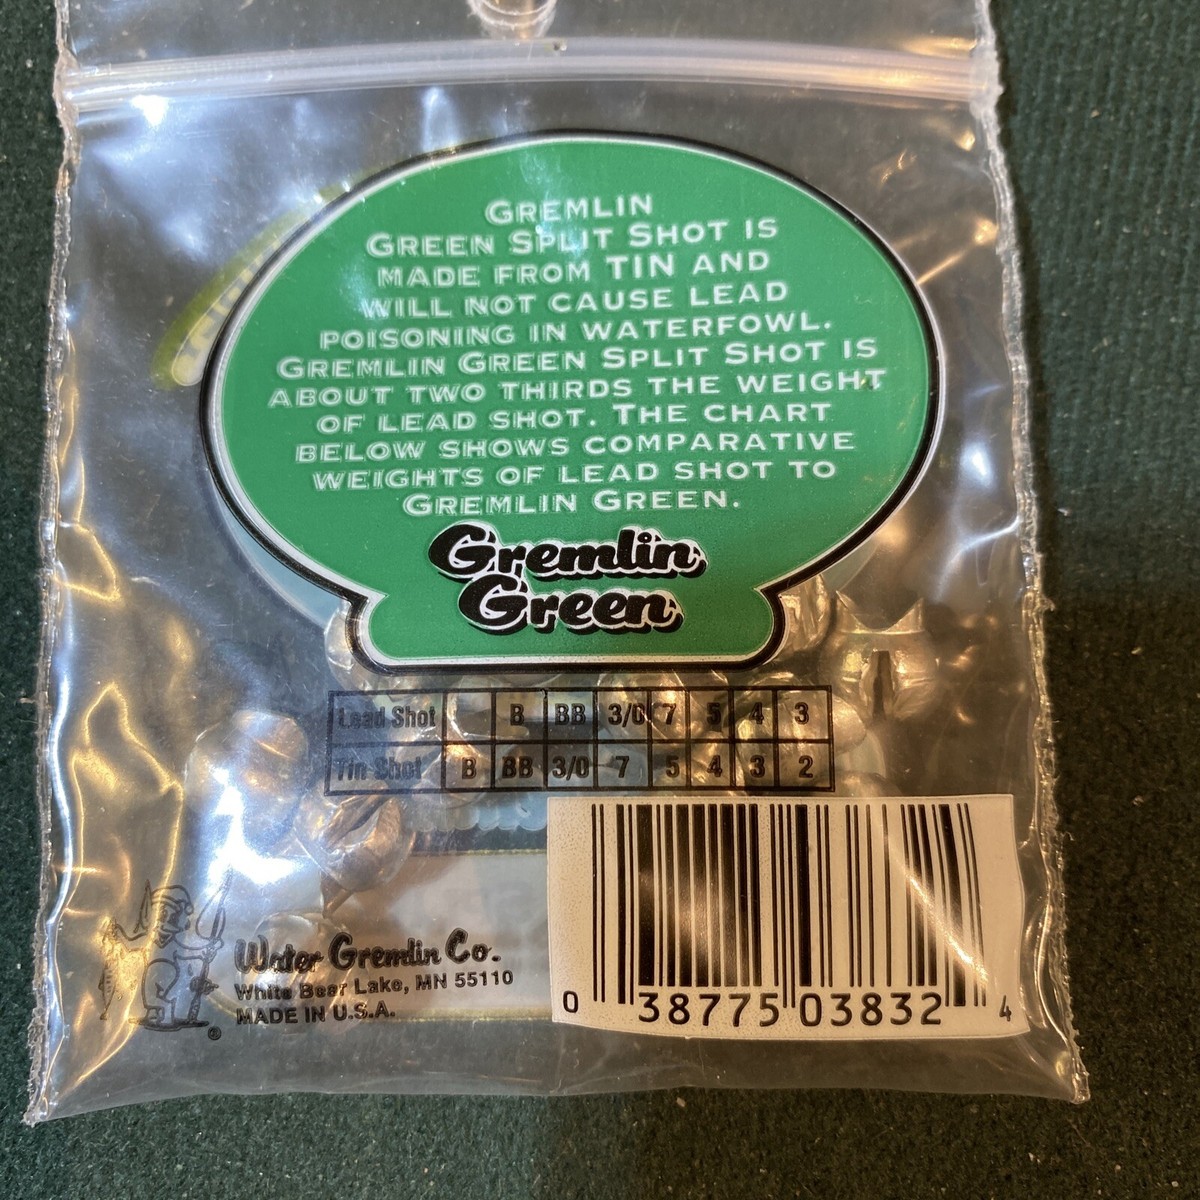 GREMLIN
GREEN SPLIT SHOT IS
MADE FROM TIN AND
WILL NOT CAUSE LEAD
POISONING IN WATERFOWL.
GREMLIN GREEN SPLIT SHOT IS
ABOUT TWO THIRDS THE WEIGHT
OF LEAD SHOT. THE CHART
BELOW SHOWS COMPARATIVE
WEIGHTS OF LEAD SHOT TO
GREMLIN GREEN.
Gremlin
Green
Lead Shot B BB 3/0 7 5 4 3
Tin Shot B BB 3/0 7 5 4 3 2
Water Gremlin Co.
White Bear Lake, MN 55110
MADE IN U.S.A.
®
0 38775 03832 4